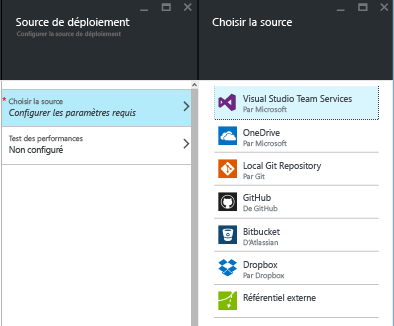 Source de déploiement
Configurer la source de déploiement
* Choisir la source
Configurer les paramètres requis
Test des performances
Non configuré
Choisir la source
Visual Studio Team Services
Par Microsoft
OneDrive
Par Microsoft
Local Git Repository
Par Git
GitHub
De GitHub
Bitbucket
D'Atlassian
Dropbox
Par Dropbox
Référentiel externe